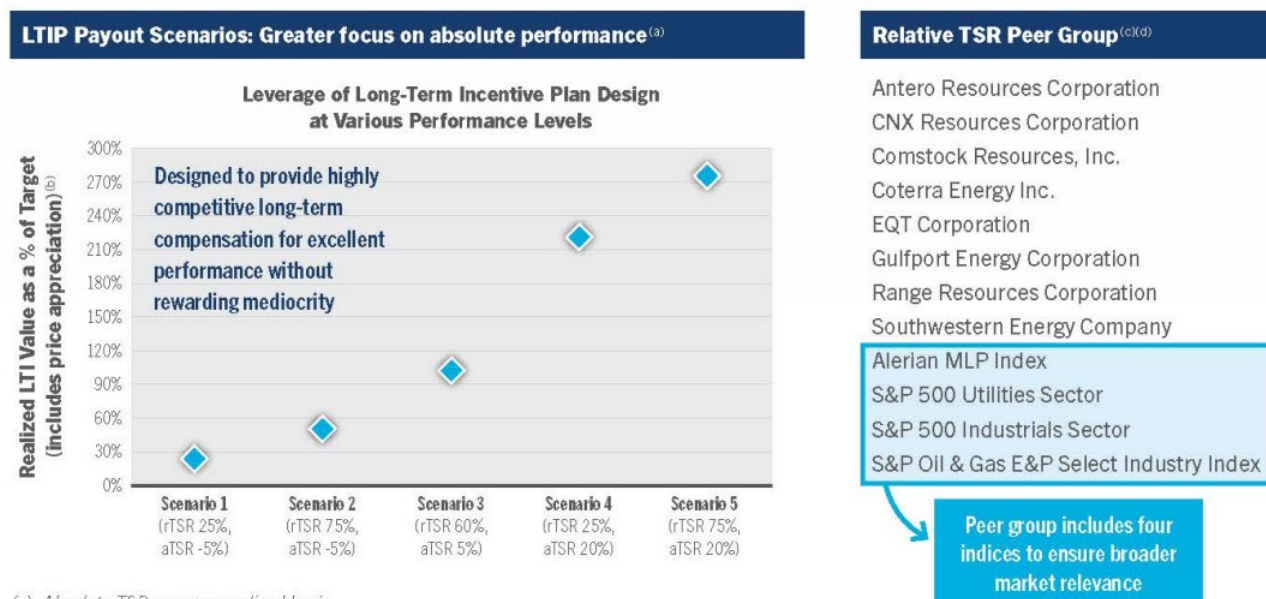 LTIP Payout Scenarios: Greater focus on absolute performance(a)
Leverage of Long-Term Incentive Plan Design
at Various Performance Levels
Realized LTI Value as a % of Target
(includes price appreciation)(b)
300%
270%
240%
210%
180%
150%
120%
90%
60%
30%
0%
Designed to provide highly
competitive long-term
compensation for excellent
performance without
rewarding mediocrity
Scenario 1
(rTSR 25%,
aTSR -5%)
Scenario 2
(rTSR 75%,
aTSR -5%)
Scenario 3
(rTSR 60%,
aTSR 5%)
Scenario 4
(rTSR 25%,
aTSR 20%)
Scenario 5
(rTSR 75%,
aTSR 20%)
Relative TSR Peer Group(c)(d)
Antero Resources Corporation
CNX Resources Corporation
Comstock Resources, Inc.
Coterra Energy Inc.
EQT Corporation
Gulfport Energy Corporation
Range Resources Corporation
Southwestern Energy Company
Alerian MLP Index
S&P 500 Utilities Sector
S&P 500 Industrials Sector
S&P Oil & Gas E&P Select Industry Index
Peer group includes four
indices to ensure broader
market relevance